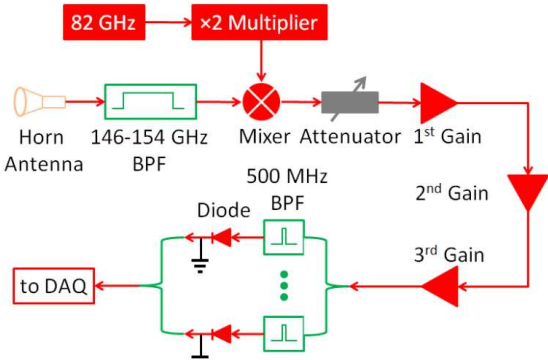 82 GHz
×2 Multiplier
Horn
Antenna
146-154 GHz
BPF
Mixer
Attenuator
1st Gain
2nd Gain
3rd Gain
500 MHz
BPF
Diode
to DAQ